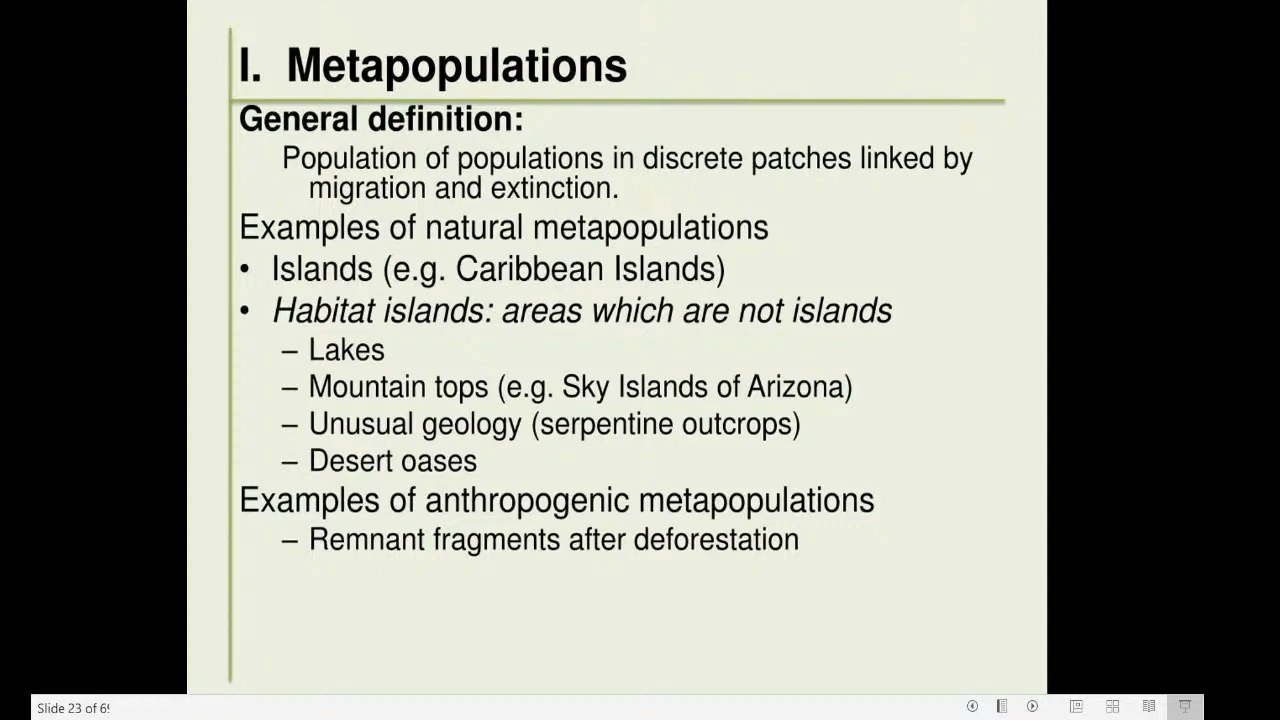 I. Metapopulations
General definition:
Population of populations in discrete patches linked by
migration and extinction.
Examples of natural metapopulations
• Islands (e.g. Caribbean Islands)
• Habitat islands: areas which are not islands
– Lakes
– Mountain tops (e.g. Sky Islands of Arizona)
– Unusual geology (serpentine outcrops)
– Desert oases
Examples of anthropogenic metapopulations
– Remnant fragments after deforestation
Slide 23 of